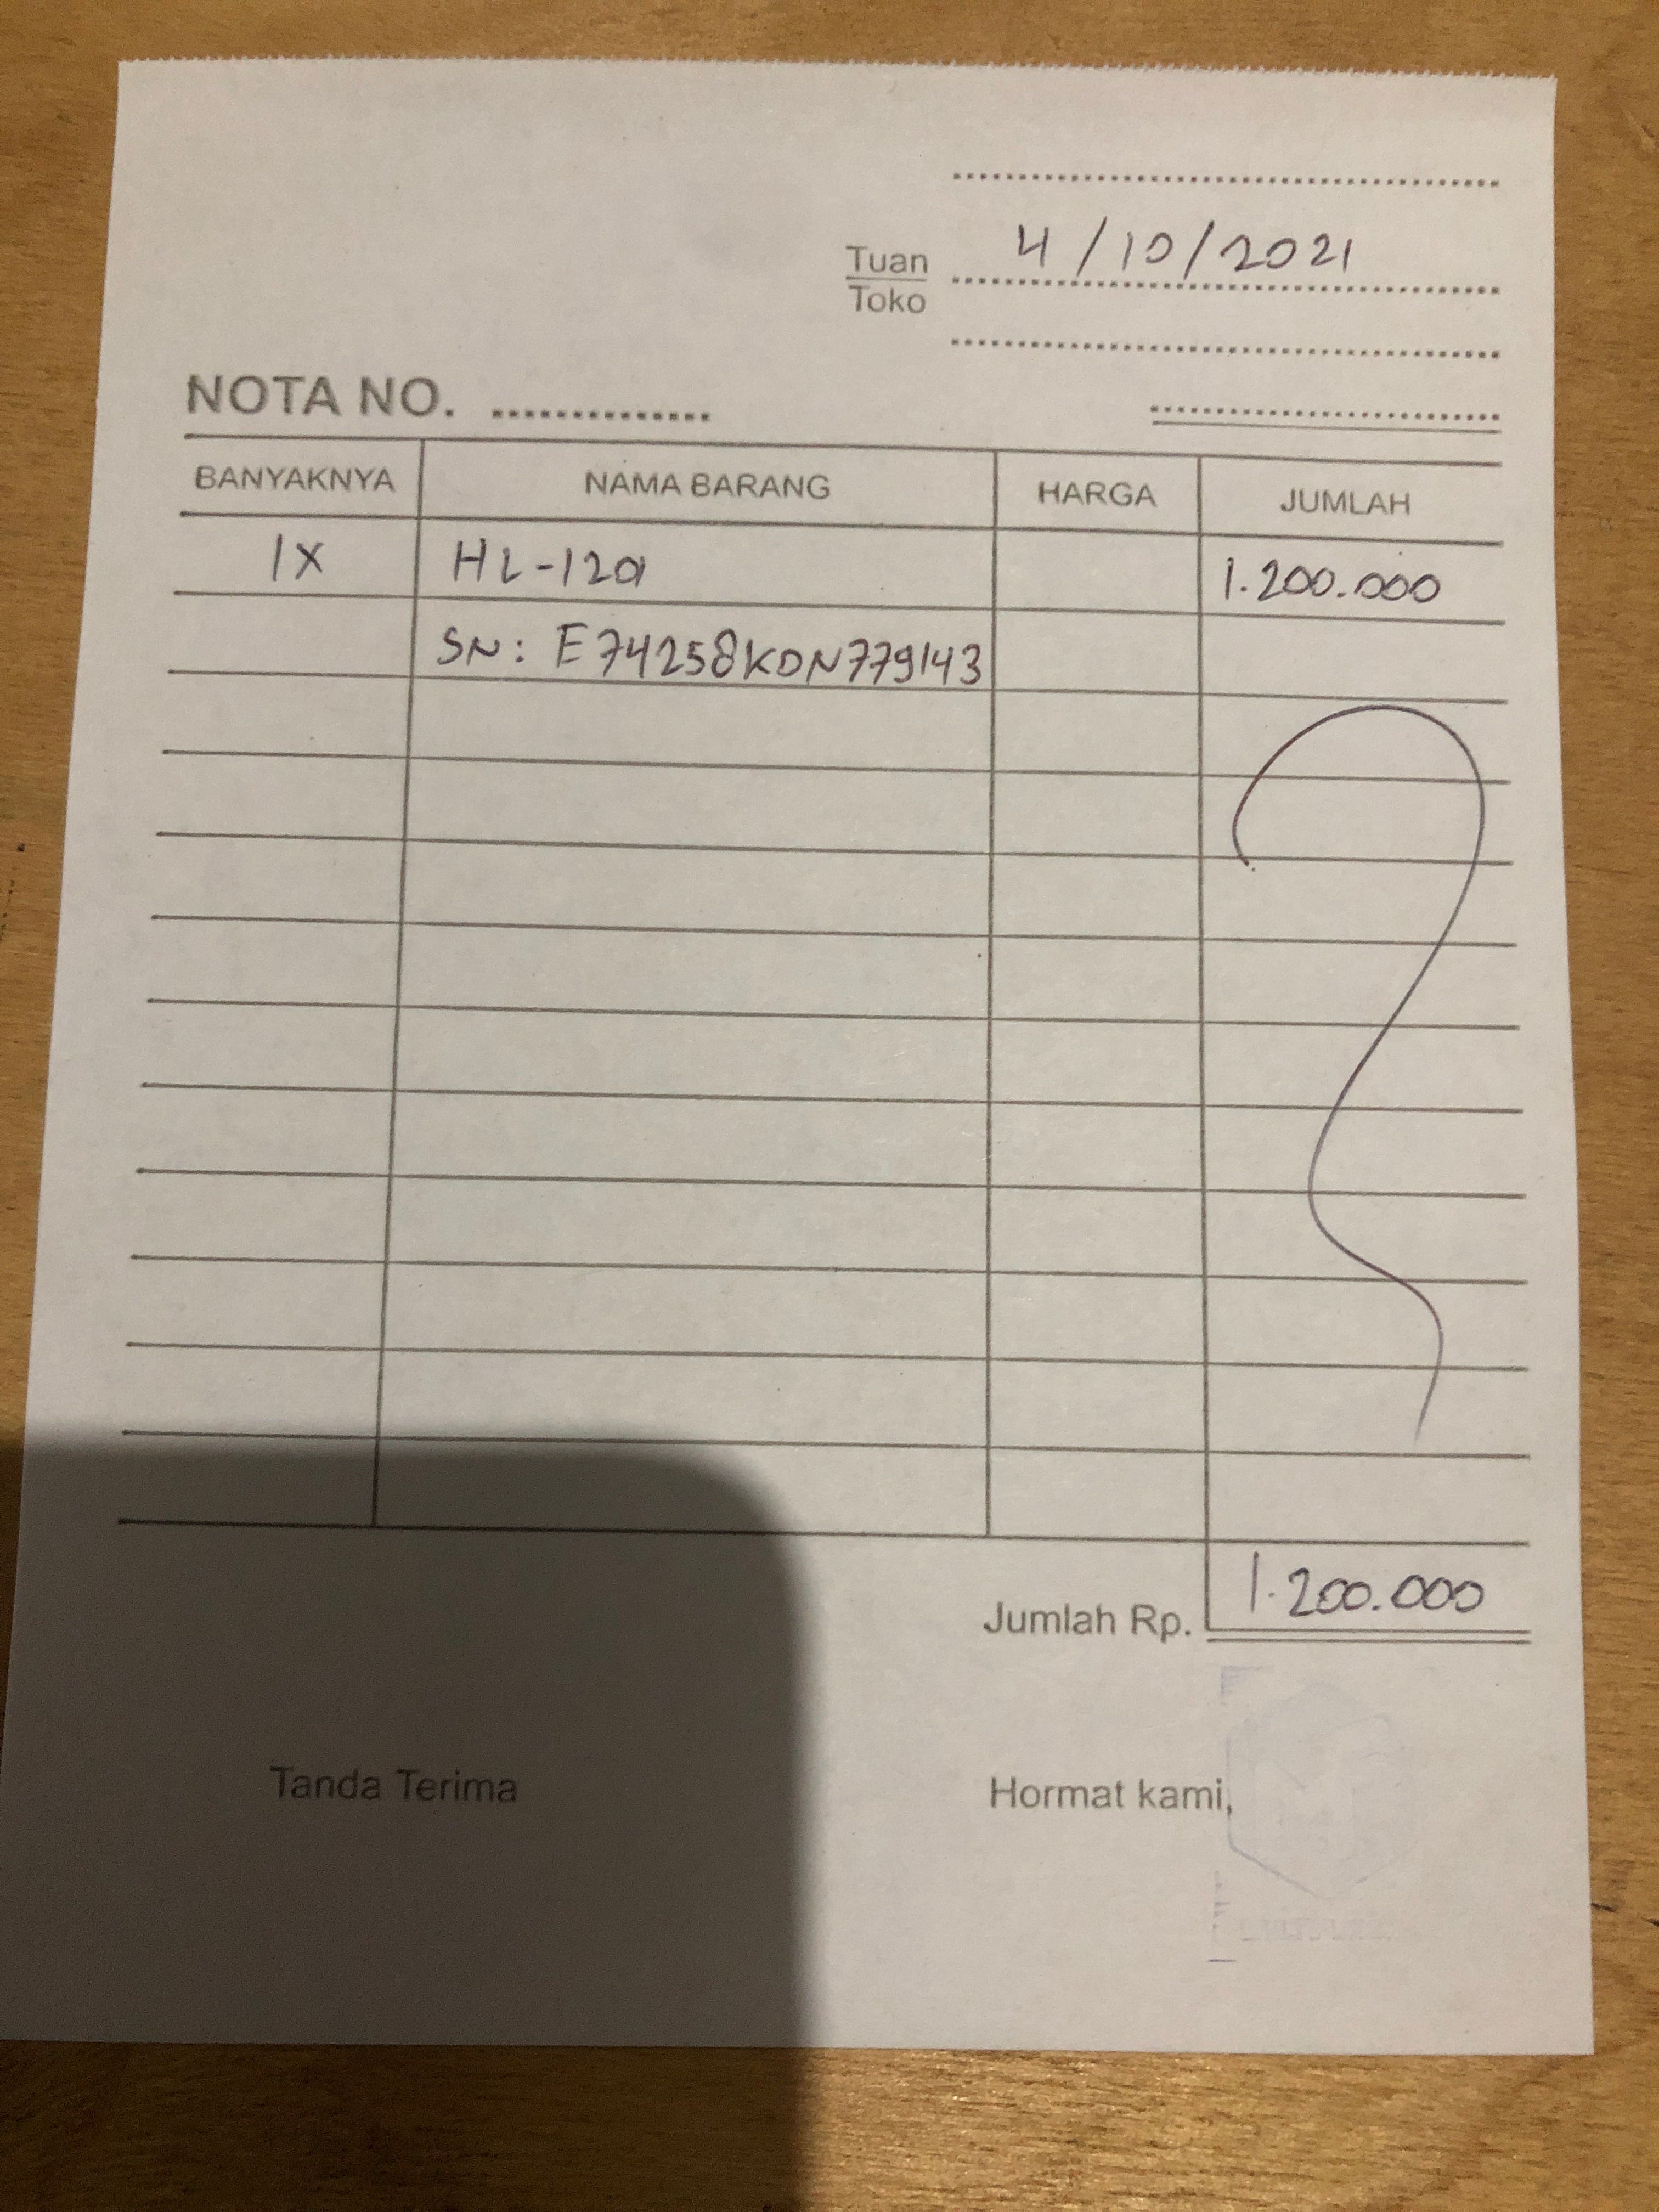 4/10/2021
Tuan
Toko
NOTA NO.
BANYAKNYA NAMA BARANG HARGA JUMLAH
1X HL-1201 1.200.000
SN: E74258K0N779143
Jumlah Rp. 1.200.000
Tanda Terima Hormat kami,